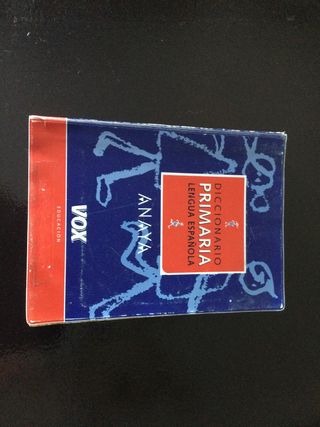 DICCIONARIO
PRIMARIA
LENGUA ESPAÑOLA
ANAYA
VOX
EDUCACIÓN